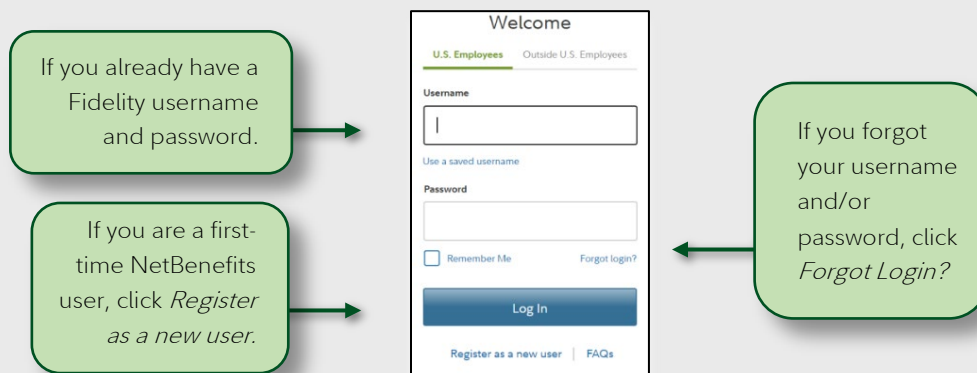 If you already have a
Fidelity username
and password.
If you are a first-
time NetBenefits
user, click Register
as a new user.
Welcome
U.S. Employees Outside U.S. Employees
Username
Use a saved username
Password
Remember Me Forgot login?
Log In
Register as a new user | FAQs
If you forgot
your username
and/or
password, click
Forgot Login?